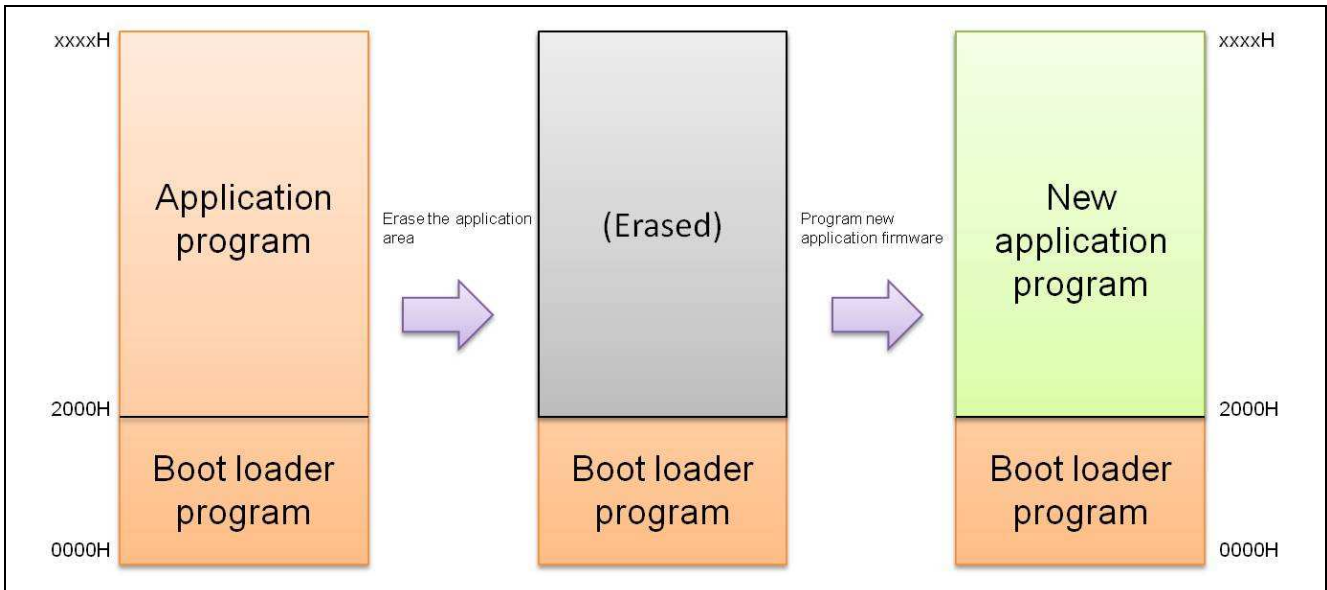 xxxxH
Application
program
2000H
Boot loader
program
0000H
Erase the application
area
(Erased)
Boot loader
program
Program new
application firmware
xxxxH
New
application
program
2000H
Boot loader
program
0000H